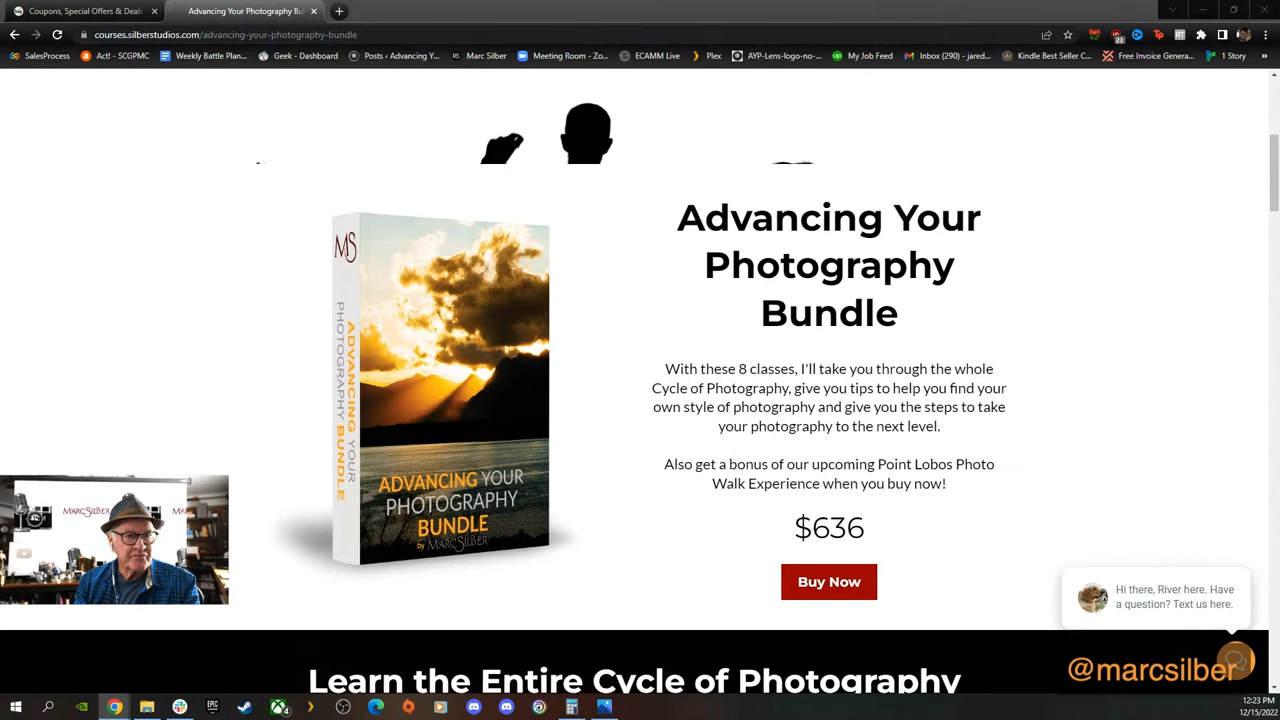 Coupons, Special Offers & Deals
Advancing Your Photography Bu
courses.silberstudios.com/advancing-your-photography-bundle
23
SalesProcess
Act! - SCGPMC
Weekly Battle Plan...
Geek - Dashboard
Posts ‹ Advancing Y...
Marc Silber
Meeting Room - Zo...
ECAMM Live
Plex
AYP-Lens-logo-no-...
My Job Feed
Inbox (290) - jared...
Kindle Best Seller C...
Free Invoice Genera...
1 Story
MS
ADVANCING YOUR
PHOTOGRAPHY BUNDLE
ADVANCING YOUR
PHOTOGRAPHY
BUNDLE
by MARCSILBER
Advancing Your
Photography
Bundle
With these 8 classes, I'll take you through the whole
Cycle of Photography, give you tips to help you find your
own style of photography and give you the steps to take
your photography to the next level.
Also get a bonus of our upcoming Point Lobos Photo
Walk Experience when you buy now!
$636
Buy Now
MARCSILBER
Hi there, River here. Have
a question? Text us here.
Learn the Entire Cycle of Photography
@marcsilber
EPIC
GAMES
4
12:23 PM
12/15/2022